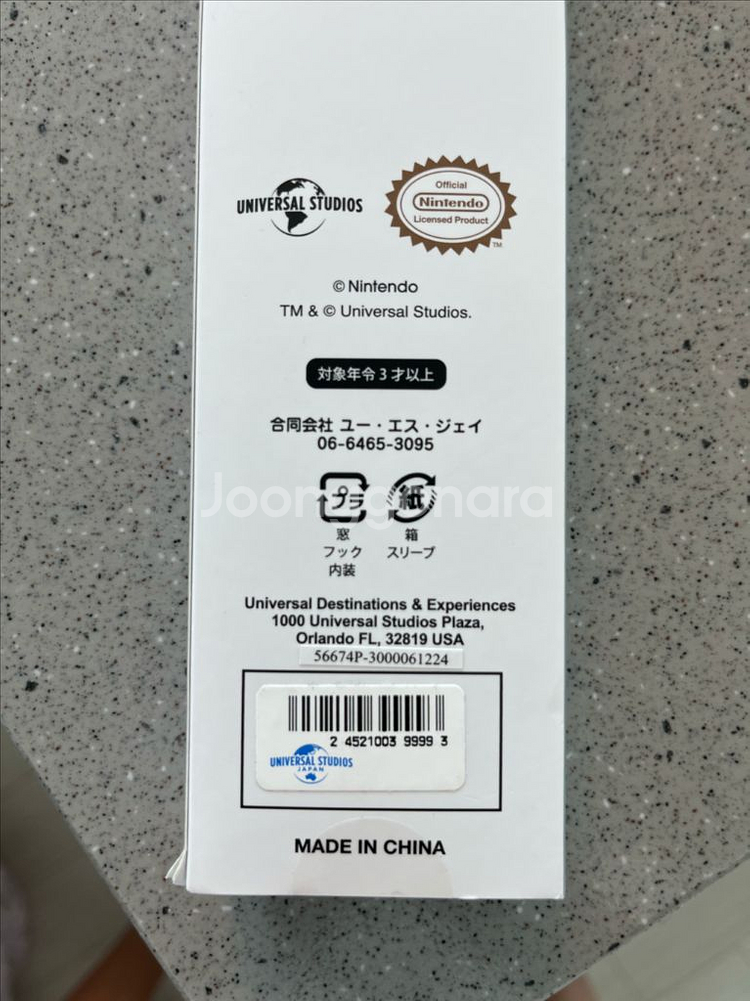 UNIVERSAL STUDIOS
Official
Nintendo
Licensed Product
TM
© Nintendo
TM & © Universal Studios.
対象年令3才以上
合同会社 ユー・エス・ジェイ
06-6465-3095
プラ 紙
窓 箱
フック スリーブ
内装
Joonggonara
Universal Destinations & Experiences
1000 Universal Studios Plaza,
Orlando FL, 32819 USA
56674P-3000061224
2 4521003 9999 3
UNIVERSAL STUDIOS
JAPAN
MADE IN CHINA